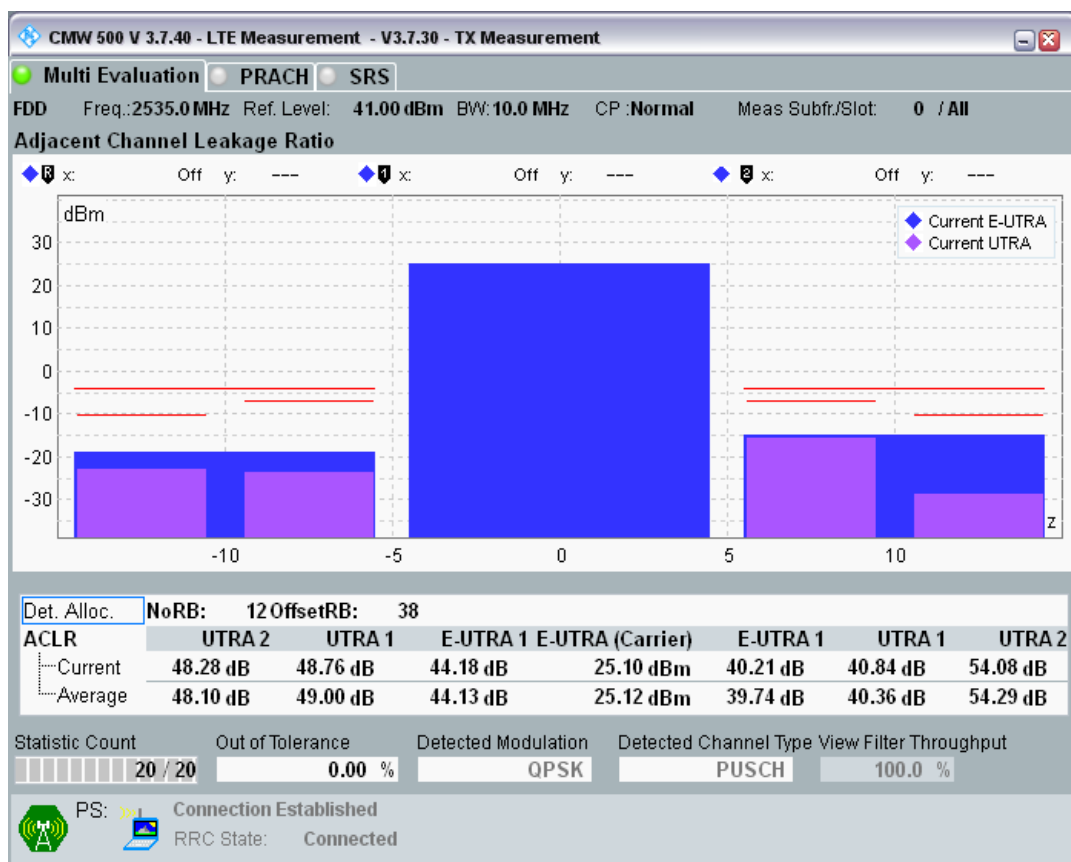 CMW 500 V 3.7.40 - LTE Measurement - V3.7.30 - TX Measurement
Multi Evaluation PRACH SRS
FDD Freq.:2535.0 MHz Ref. Level: 41.00 dBm BW: 10.0 MHz CP :Normal Meas Subfr./Slot: 0 / All
Adjacent Channel Leakage Ratio
R x: Off y: --- 1 x: Off y: --- 2 x: Off y: ---
dBm
Current E-UTRA
Current UTRA
30
20
10
0
-10
-20
-30
z
-10 -5 0 5 10
Det. Alloc. NoRB: 12 OffsetRB: 38
ACLR UTRA 2 UTRA 1 E-UTRA 1 E-UTRA (Carrier) E-UTRA 1 UTRA 1 UTRA 2
Current 48.28 dB 48.76 dB 44.18 dB 25.10 dBm 40.21 dB 40.84 dB 54.08 dB
Average 48.10 dB 49.00 dB 44.13 dB 25.12 dBm 39.74 dB 40.36 dB 54.29 dB
Statistic Count Out of Tolerance Detected Modulation Detected Channel Type View Filter Throughput
20 / 20 0.00 % QPSK PUSCH 100.0 %
PS: Connection Established
RRC State: Connected